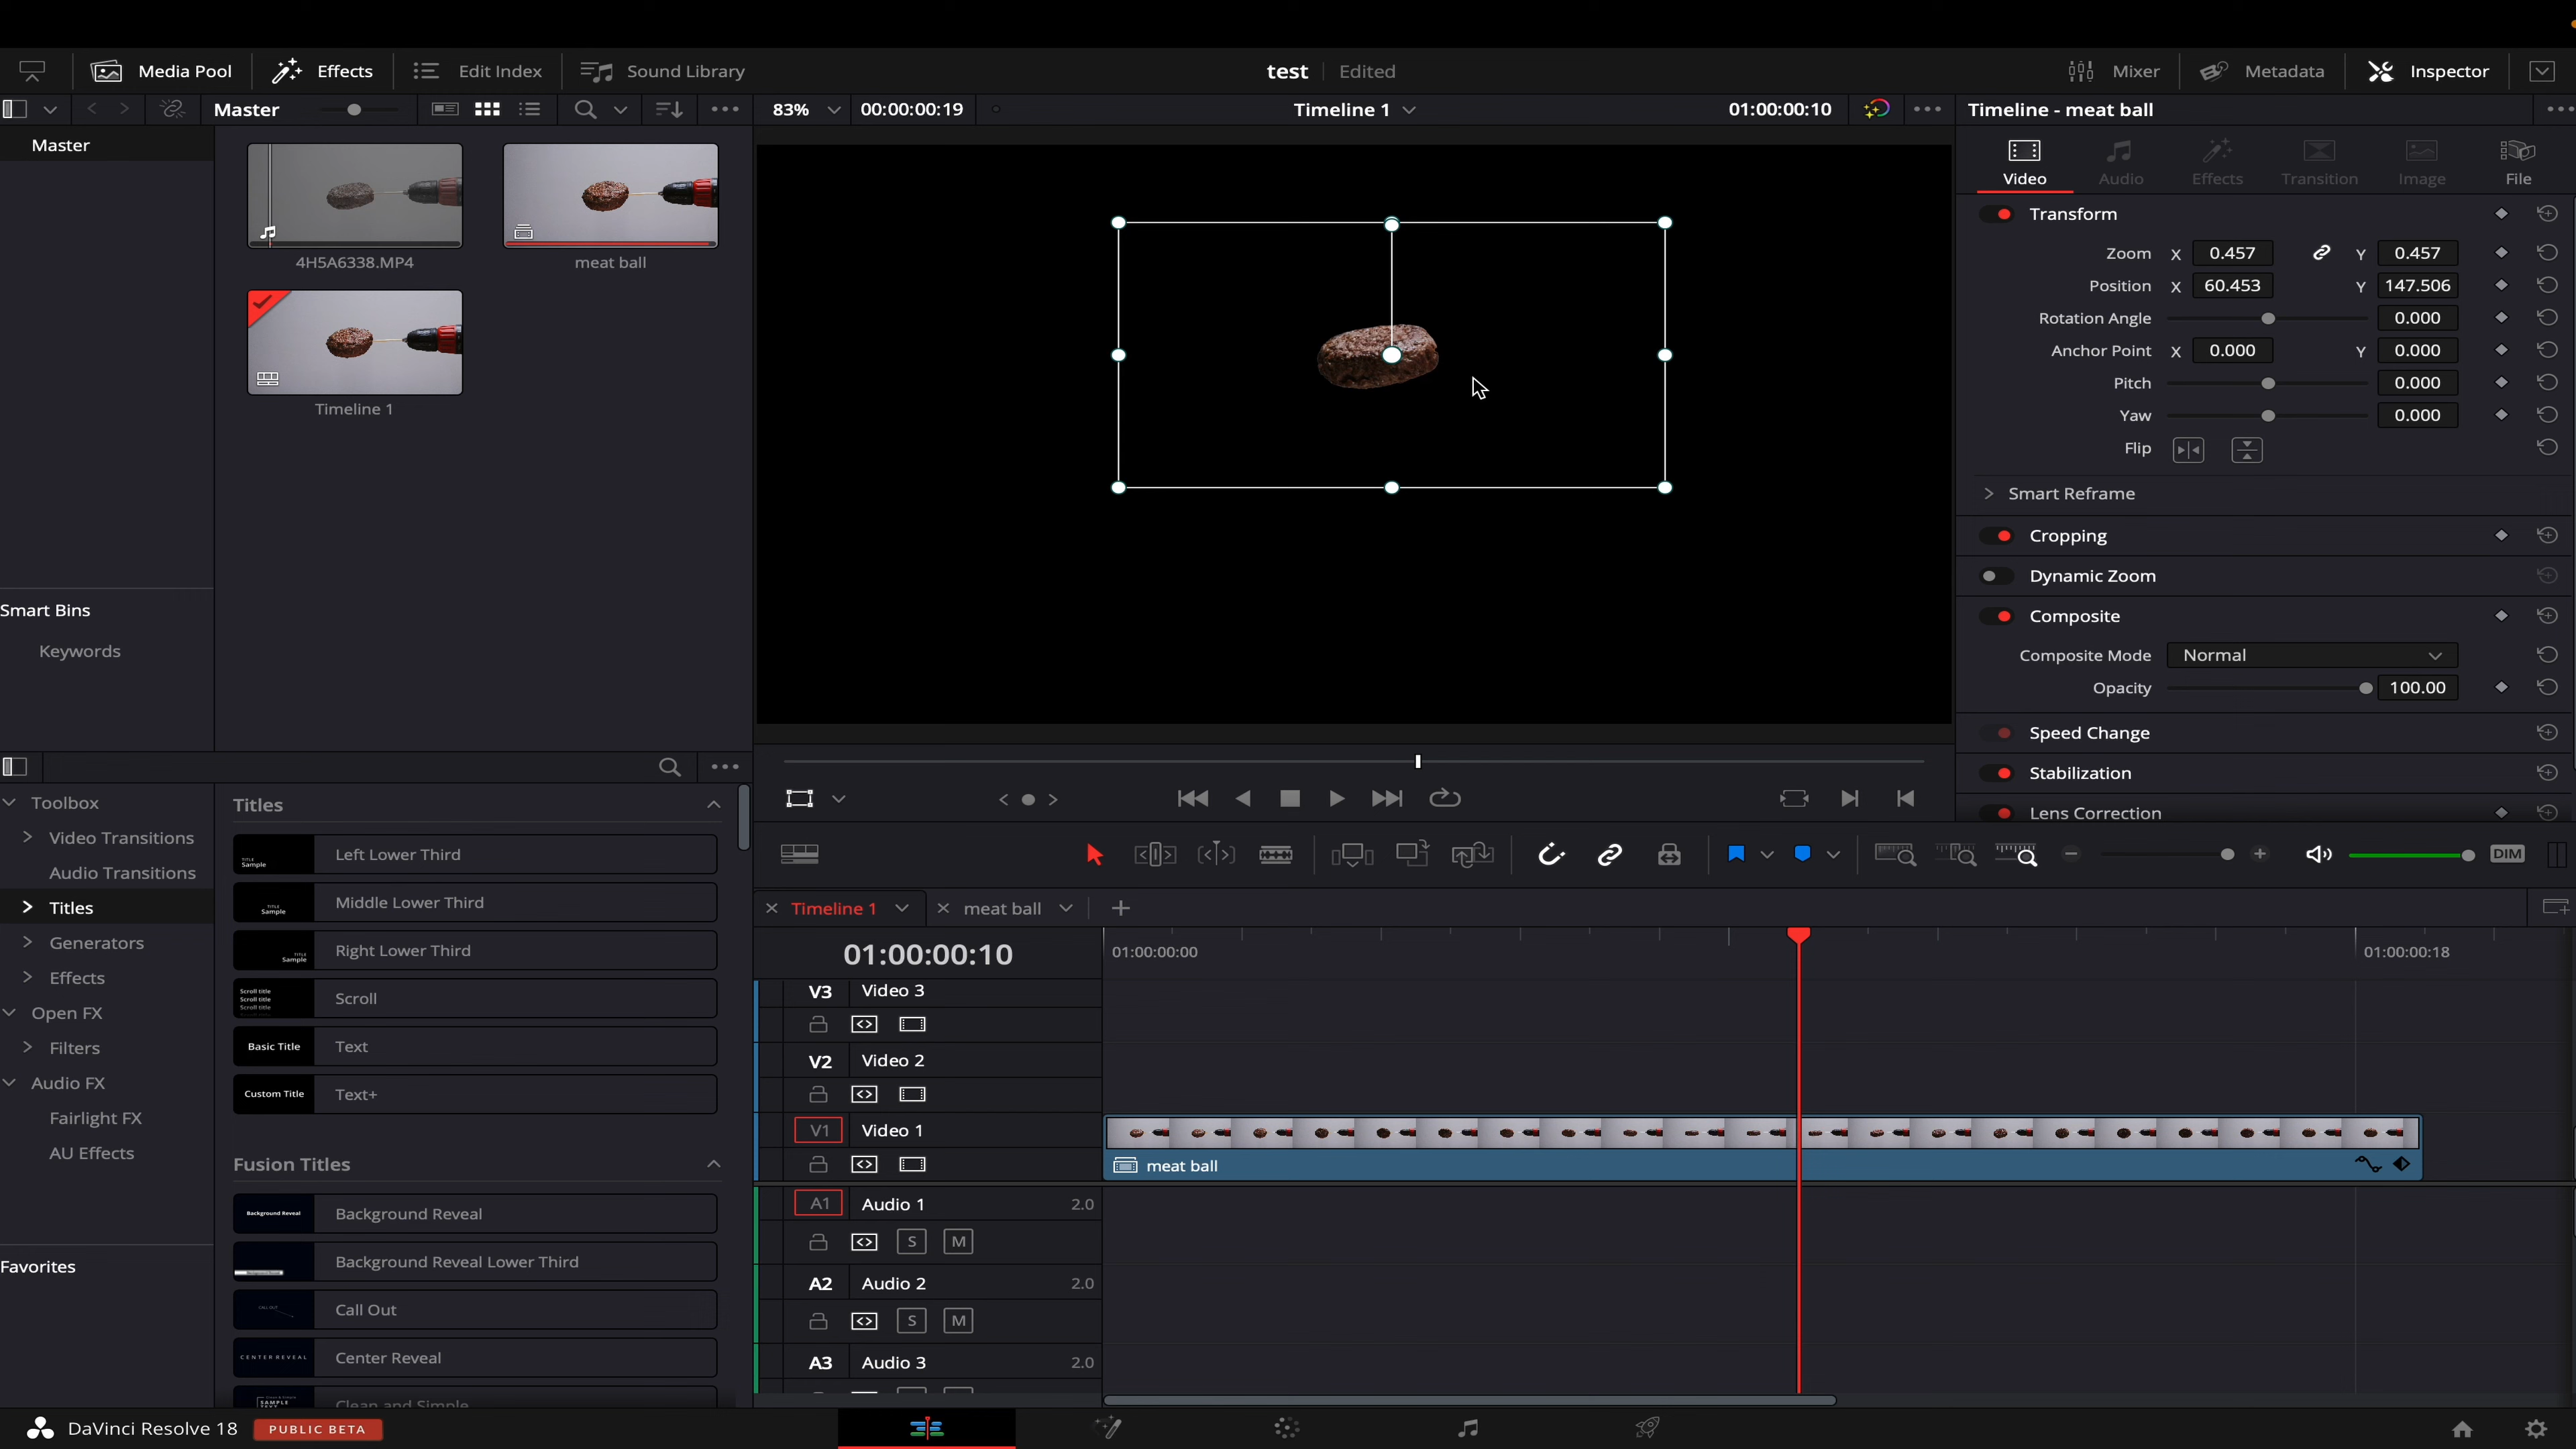 Media Pool
Effects
Edit Index
Sound Library
test
Edited
Mixer
Metadata
Inspector
Master
83%
00:00:00:19
Timeline 1
01:00:00:10
Timeline - meat ball
Master
4H5A6338.MP4
meat ball
Timeline 1
Smart Bins
Keywords
Video
Audio
Effects
Transition
Image
File
Transform
Zoom X 0.457 Y 0.457
Position X 60.453 Y 147.506
Rotation Angle 0.000
Anchor Point X 0.000 Y 0.000
Pitch 0.000
Yaw 0.000
Flip
Smart Reframe
Cropping
Dynamic Zoom
Composite
Composite Mode Normal
Opacity 100.00
Speed Change
Stabilization
Lens Correction
Toolbox
Video Transitions
Audio Transitions
Titles
Generators
Effects
Open FX
Filters
Audio FX
Fairlight FX
AU Effects
Favorites
Titles
Left Lower Third
Middle Lower Third
Right Lower Third
Scroll
Basic Title Text
Custom Title Text+
Fusion Titles
Background Reveal Background Reveal
Background Reveal Lower Third
Call Out
CENTER REVEAL Center Reveal
Clean and Simple
DIM
Timeline 1
meat ball
01:00:00:10
01:00:00:00
01:00:00:18
V3 Video 3
V2 Video 2
V1 Video 1
meat ball
A1 Audio 1 2.0
S M
A2 Audio 2 2.0
S M
A3 Audio 3 2.0
DaVinci Resolve 18
PUBLIC BETA